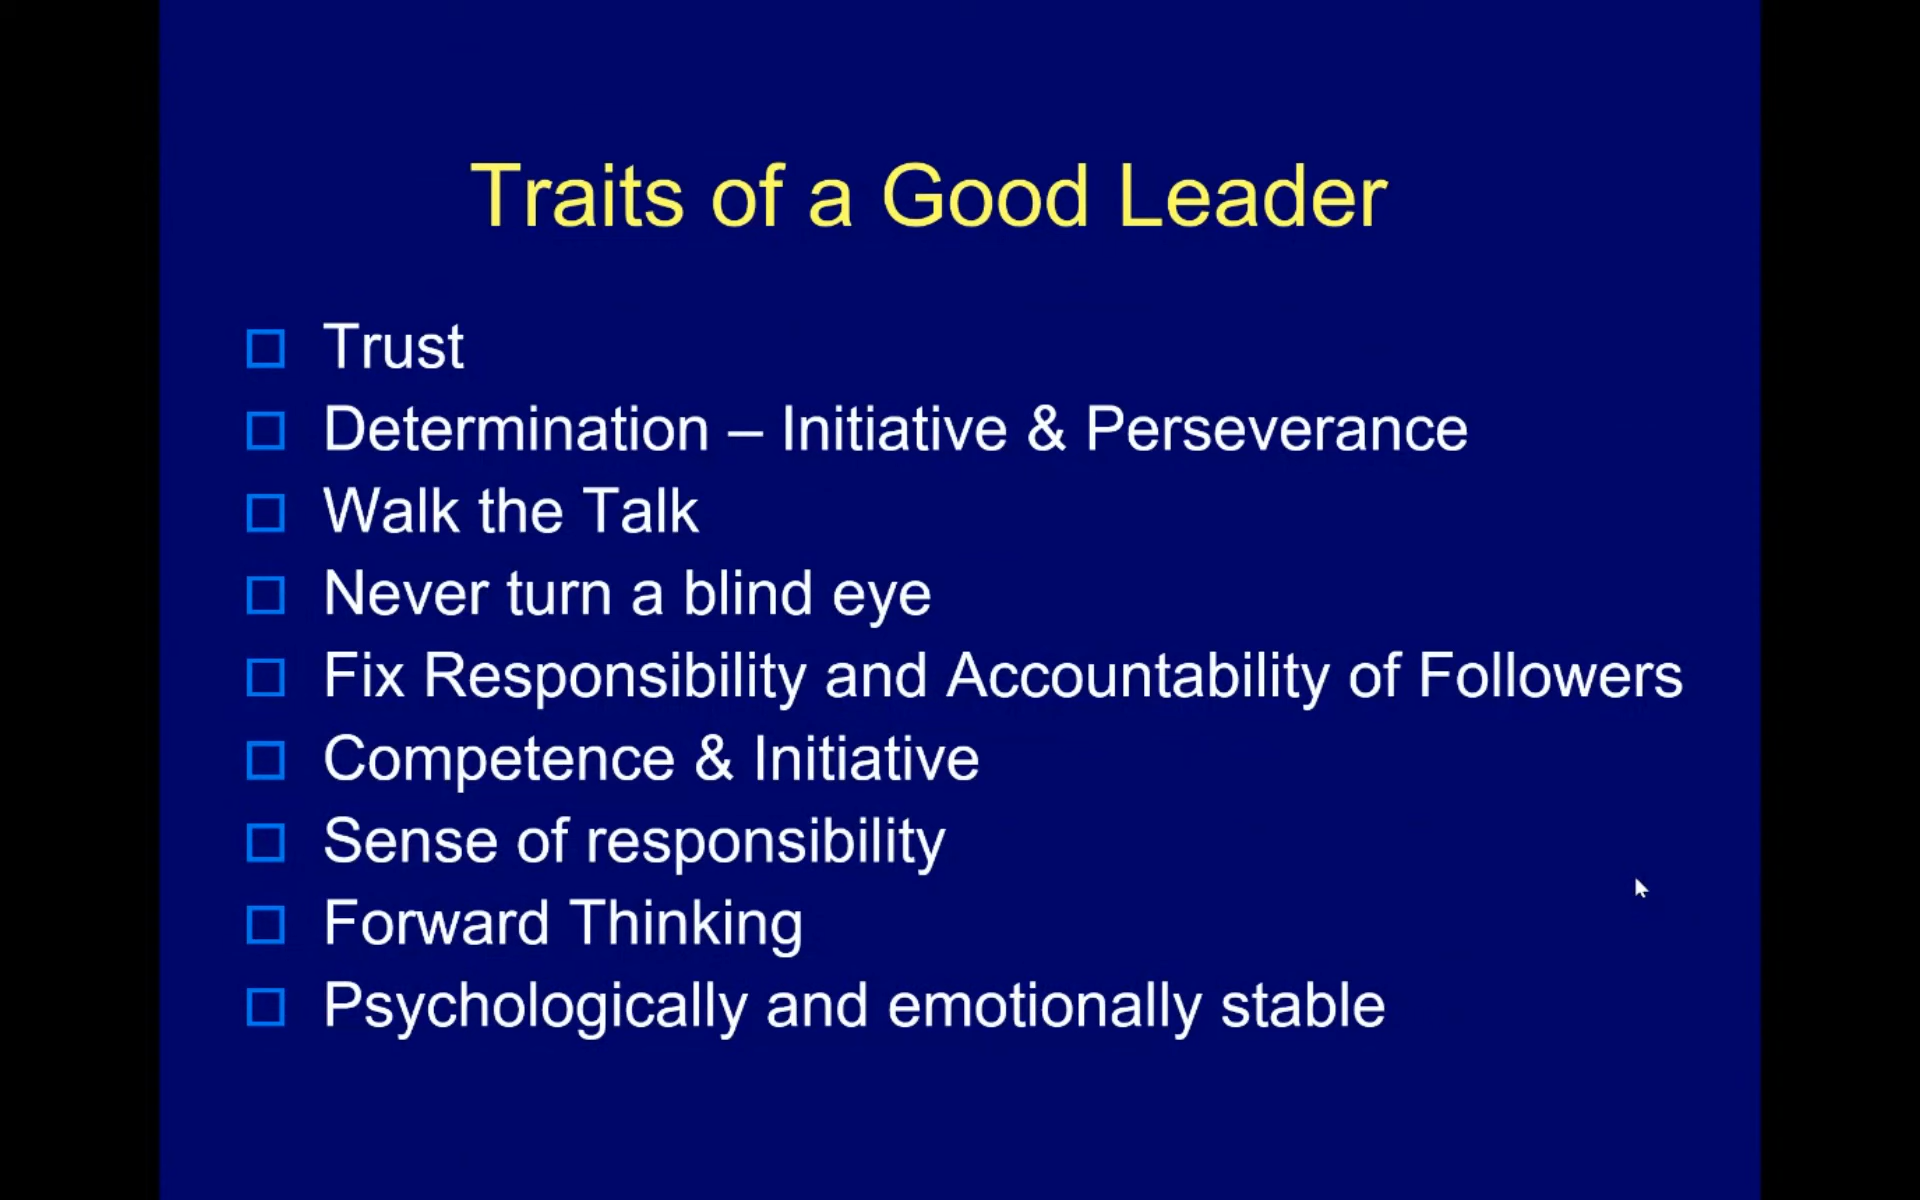 Traits of a Good Leader
Trust
Determination – Initiative & Perseverance
Walk the Talk
Never turn a blind eye
Fix Responsibility and Accountability of Followers
Competence & Initiative
Sense of responsibility
Forward Thinking
Psychologically and emotionally stable